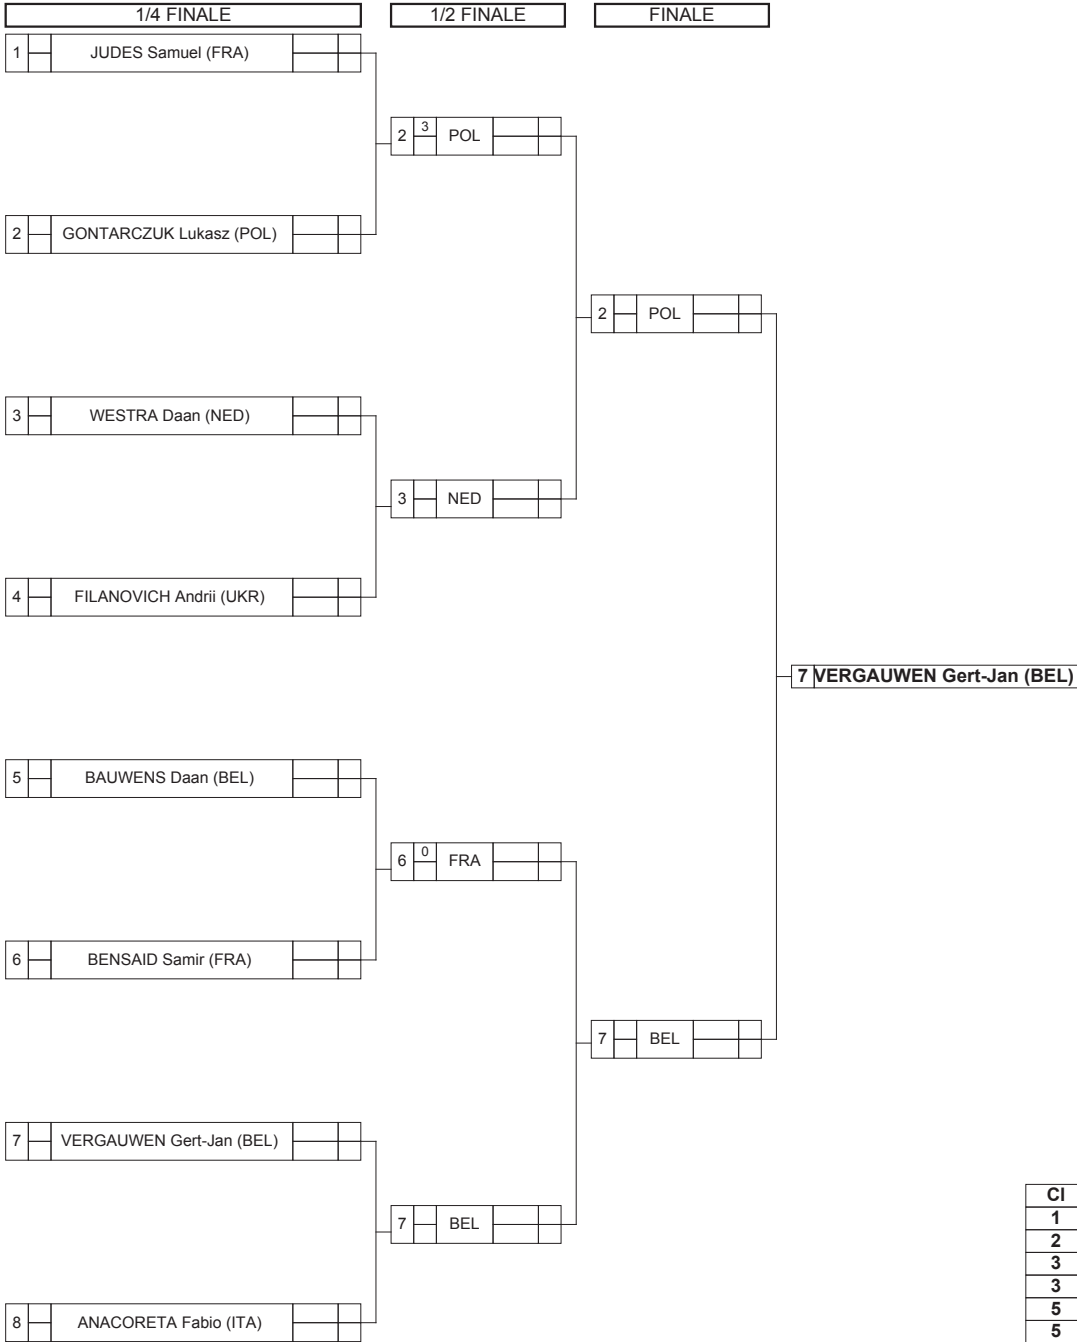 1/4 FINALE 1/2 FINALE FINALE
1 JUDES Samuel (FRA)
2 3 POL
2 GONTARCZUK Lukasz (POL)
2 POL
3 WESTRA Daan (NED)
3 NED
4 FILANOVICH Andrii (UKR)
7 VERGAUWEN Gert-Jan (BEL)
5 BAUWENS Daan (BEL)
6 0 FRA
6 BENSAID Samir (FRA)
7 BEL
7 VERGAUWEN Gert-Jan (BEL)
7 BEL
8 ANACORETA Fabio (ITA)
Cl
1
2
3
3
5
5